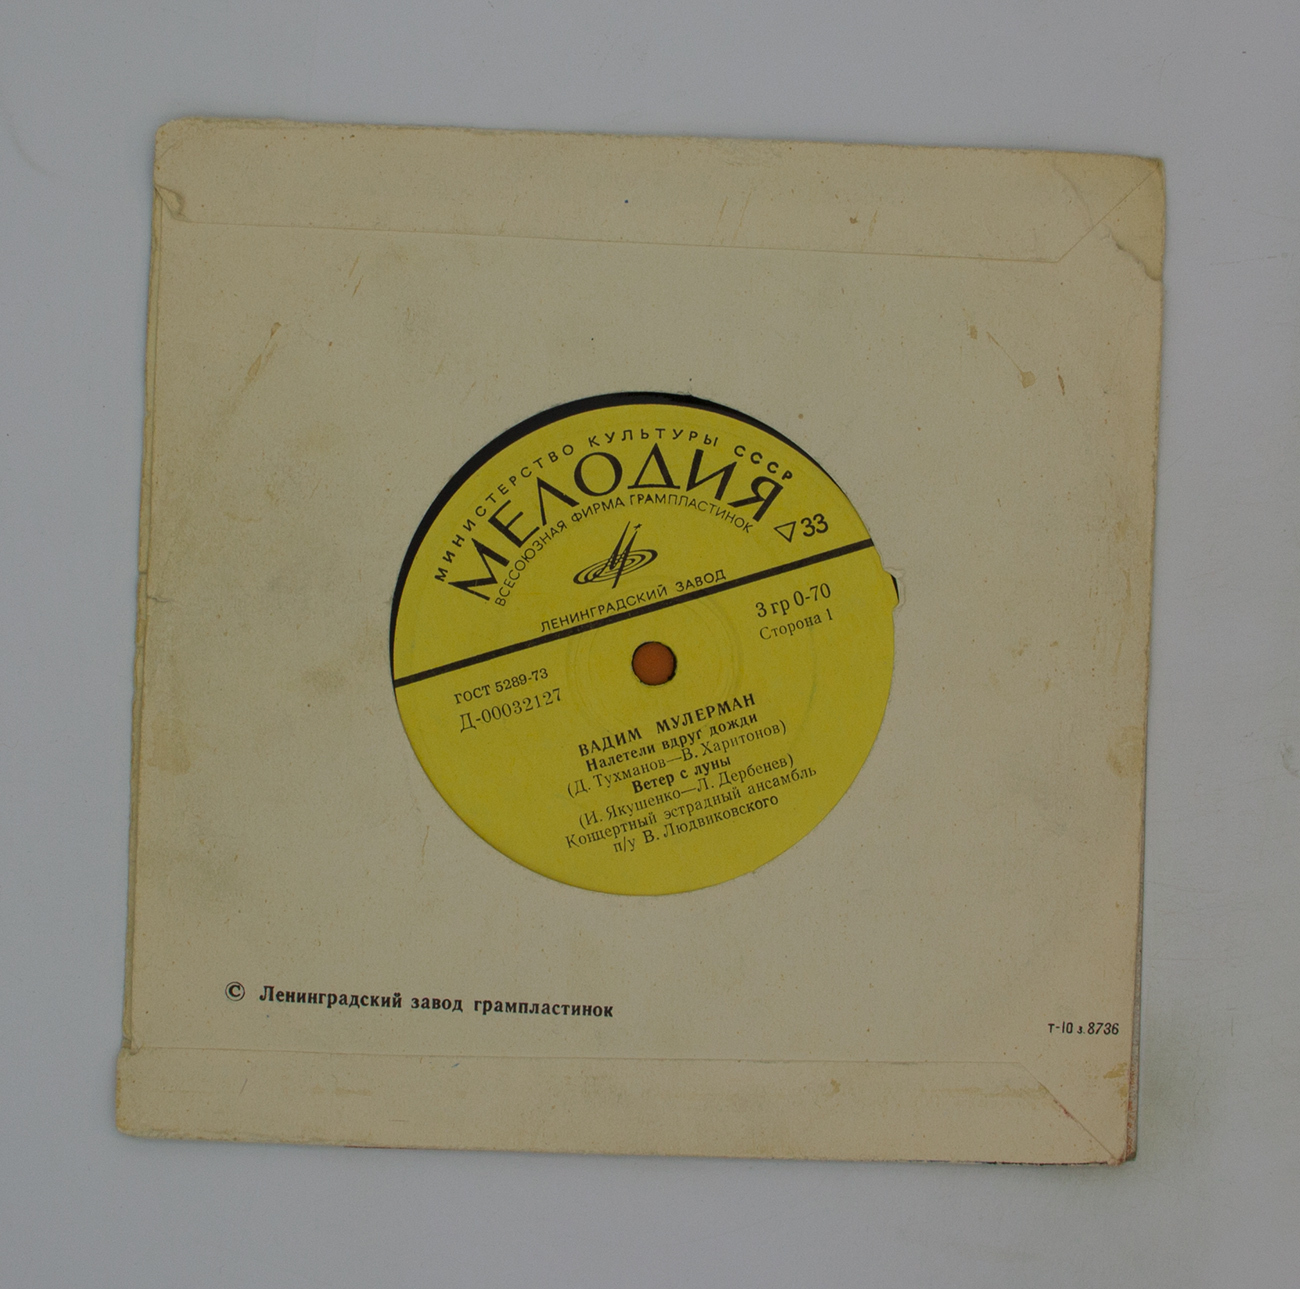 МИНИСТЕРСТВО КУЛЬТУРЫ СССР
МЕЛОДИЯ
ВСЕСОЮЗНАЯ ФИРМА ГРАМПЛАСТИНОК
33
ЛЕНИНГРАДСКИЙ ЗАВОД
3 гр 0-70
Сторона 1
ГОСТ 5289-73
Д-00032127
ВАДИМ МУЛЕРМАН
Налетели вдруг дожди
(Д. Тухманов—В. Харитонов)
Ветер с луны
(И. Якушенко—Л. Дербенев)
Концертный эстрадный ансамбль
п/у В. Людвиковского
© Ленинградский завод грампластинок
т-10 з. 8736